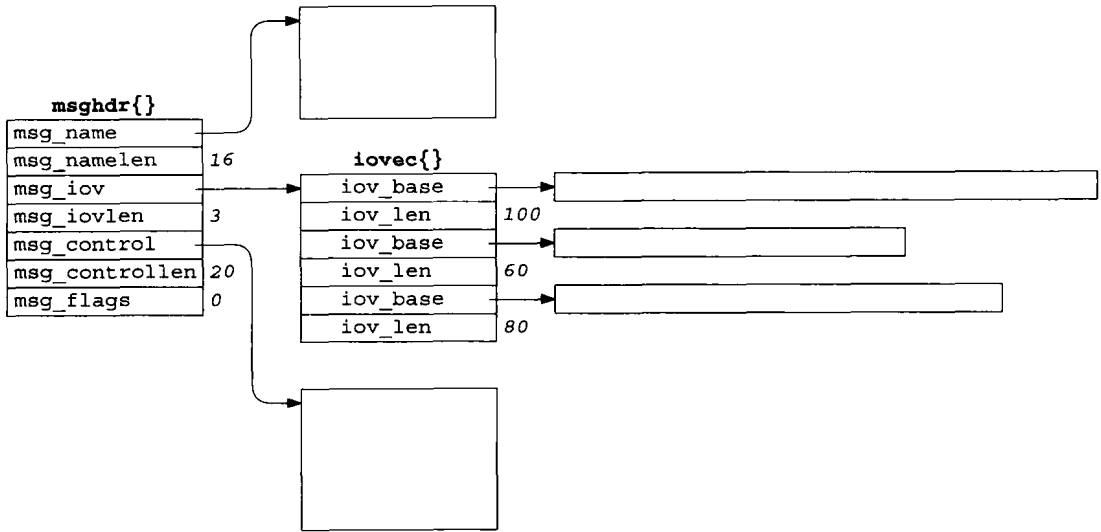 msghdr{}
msg_name
msg_namelen 16
msg_iov
msg_iovlen 3
msg_control
msg_controllen 20
msg_flags 0
iovec{}
iov_base
iov_len 100
iov_base
iov_len 60
iov_base
iov_len 80